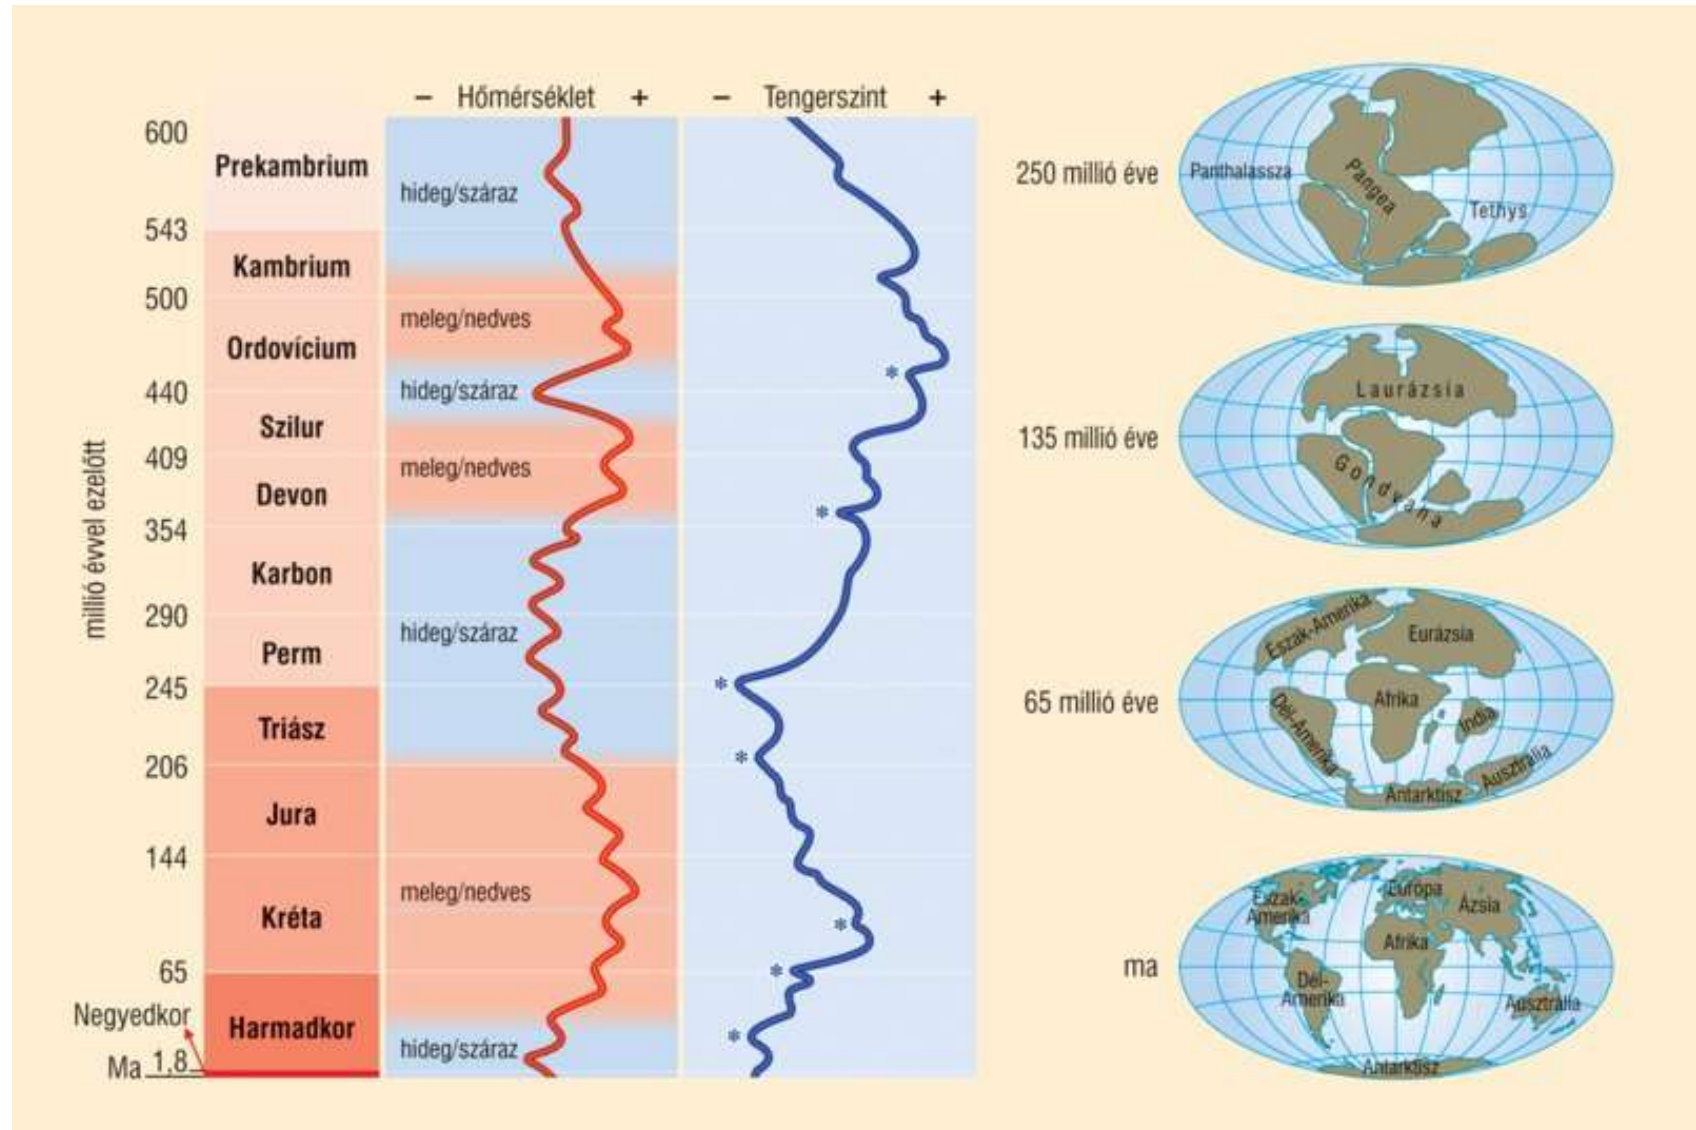 − Hőmérséklet +
− Tengerszint +
millió évvel ezelőtt
600
Prekambrium
543
Kambrium
500
Ordovícium
440
Szilur
409
Devon
354
Karbon
290
Perm
245
Triász
206
Jura
144
Kréta
65
Harmadkor
Negyedkor
1,8
Ma
hideg/száraz
meleg/nedves
hideg/száraz
meleg/nedves
hideg/száraz
meleg/nedves
hideg/száraz
*
*
*
*
*
*
*
250 millió éve
Panthalassza
Pangea
Tethys
135 millió éve
Laurázsia
Gondvána
65 millió éve
Észak-Amerika
Eurázsia
Afrika
Dél-Amerika
India
Ausztrália
Antarktisz
ma
Észak-
Amerika
Európa
Ázsia
Afrika
Dél-
Amerika
Ausztrália
Antarktisz